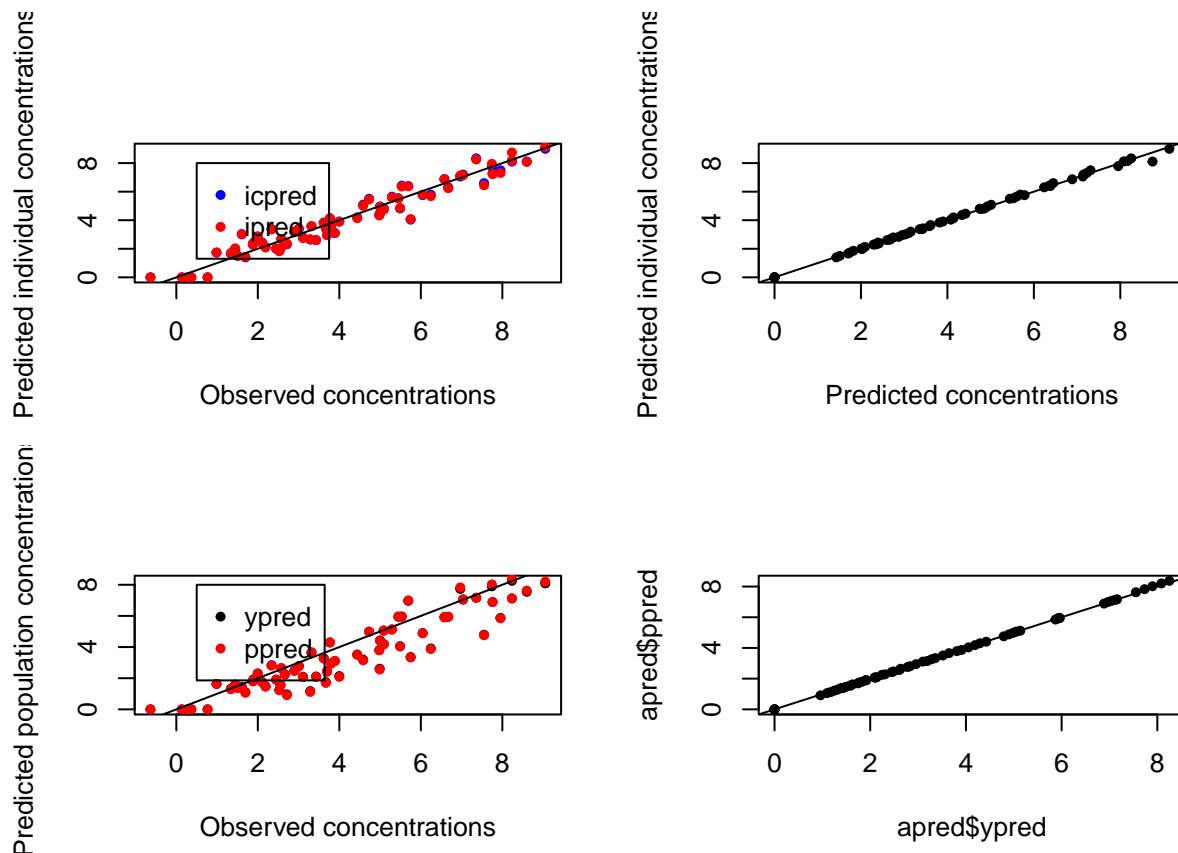 Predicted individual concentrations
8
4
0
icpred
ipred
0 2 4 6 8
Observed concentrations
Predicted individual concentrations
8
4
0
0 2 4 6 8
Predicted concentrations
Predicted population concentrations
8
4
0
ypred
ppred
0 2 4 6 8
Observed concentrations
apred$ppred
8
4
0
0 2 4 6 8
apred$ypred